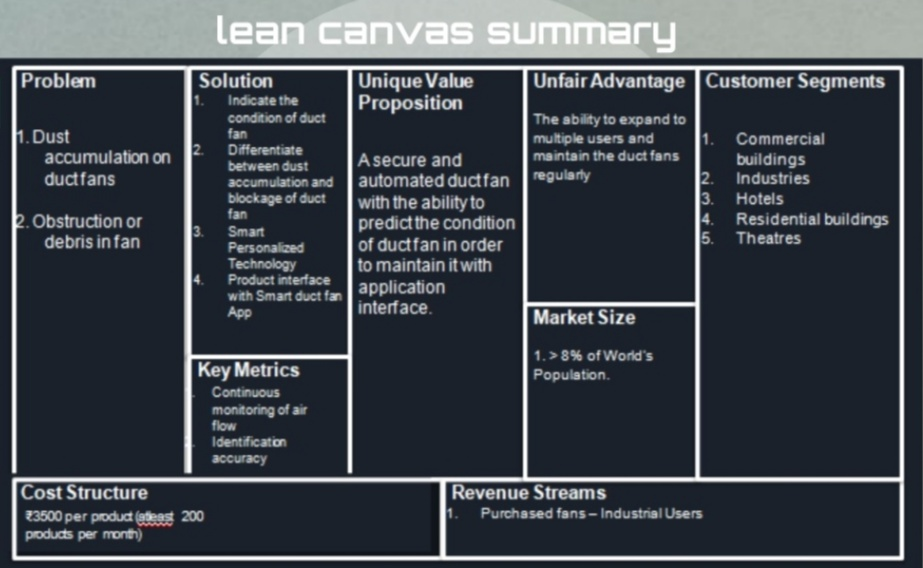 lean canvas summary
Problem
1. Dust
accumulation on
duct fans
2. Obstruction or
debris in fan
Solution
1. Indicate the
condition of duct
fan
2. Differentiate
between dust
accumulation and
blockage of duct
fan
3. Smart
Personalized
Technology
4. Product interface
with Smart duct fan
App
Key Metrics
Continuous
monitoring of air
flow
Identification
accuracy
Unique Value
Proposition
A secure and
automated duct fan
with the ability to
predict the condition
of duct fan in order
to maintain it with
application
interface.
Unfair Advantage
The ability to expand to
multiple users and
maintain the duct fans
regularly
Market Size
1. > 8% of World's
Population.
Customer Segments
1. Commercial
buildings
2. Industries
3. Hotels
4. Residential buildings
5. Theatres
Cost Structure
₹3500 per product (atleast 200
products per month)
Revenue Streams
1. Purchased fans – Industrial Users